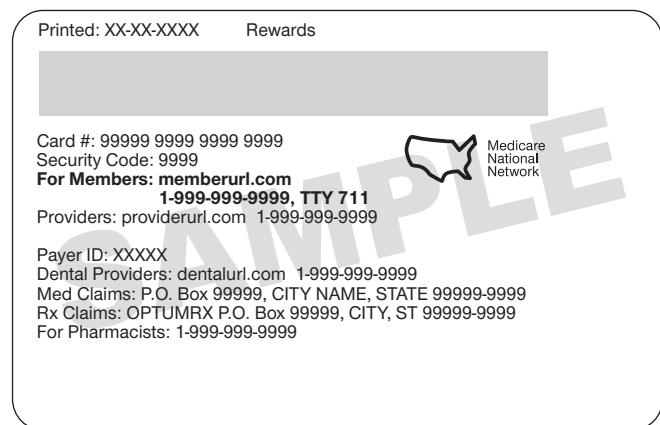 Printed: XX-XX-XXXX Rewards
Card #: 99999 9999 9999 9999
Security Code: 9999
For Members: memberurl.com
1-999-999-9999, TTY 711
Providers: providerurl.com 1-999-999-9999
Medicare
National
Network
Payer ID: XXXXX
Dental Providers: dentalurl.com 1-999-999-9999
Med Claims: P.O. Box 99999, CITY NAME, STATE 99999-9999
Rx Claims: OPTUMRX P.O. Box 99999, CITY, ST 99999-9999
For Pharmacists: 1-999-999-9999
SAMPLE